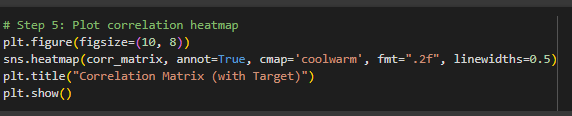 # Step 5: Plot correlation heatmap
plt.figure(figsize=(10, 8))
sns.heatmap(corr_matrix, annot=True, cmap='coolwarm', fmt=".2f", linewidths=0.5)
plt.title("Correlation Matrix (with Target)")
plt.show()